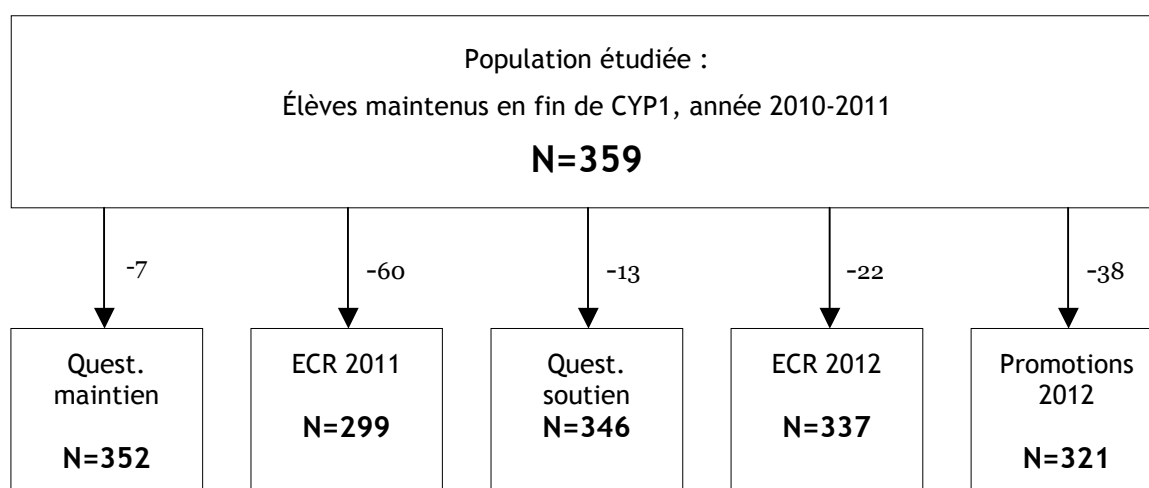 Population étudiée :
Élèves maintenus en fin de CYP1, année 2010-2011
N=359
-7
-60
-13
-22
-38
Quest.
maintien
N=352
ECR 2011
N=299
Quest.
soutien
N=346
ECR 2012
N=337
Promotions
2012
N=321